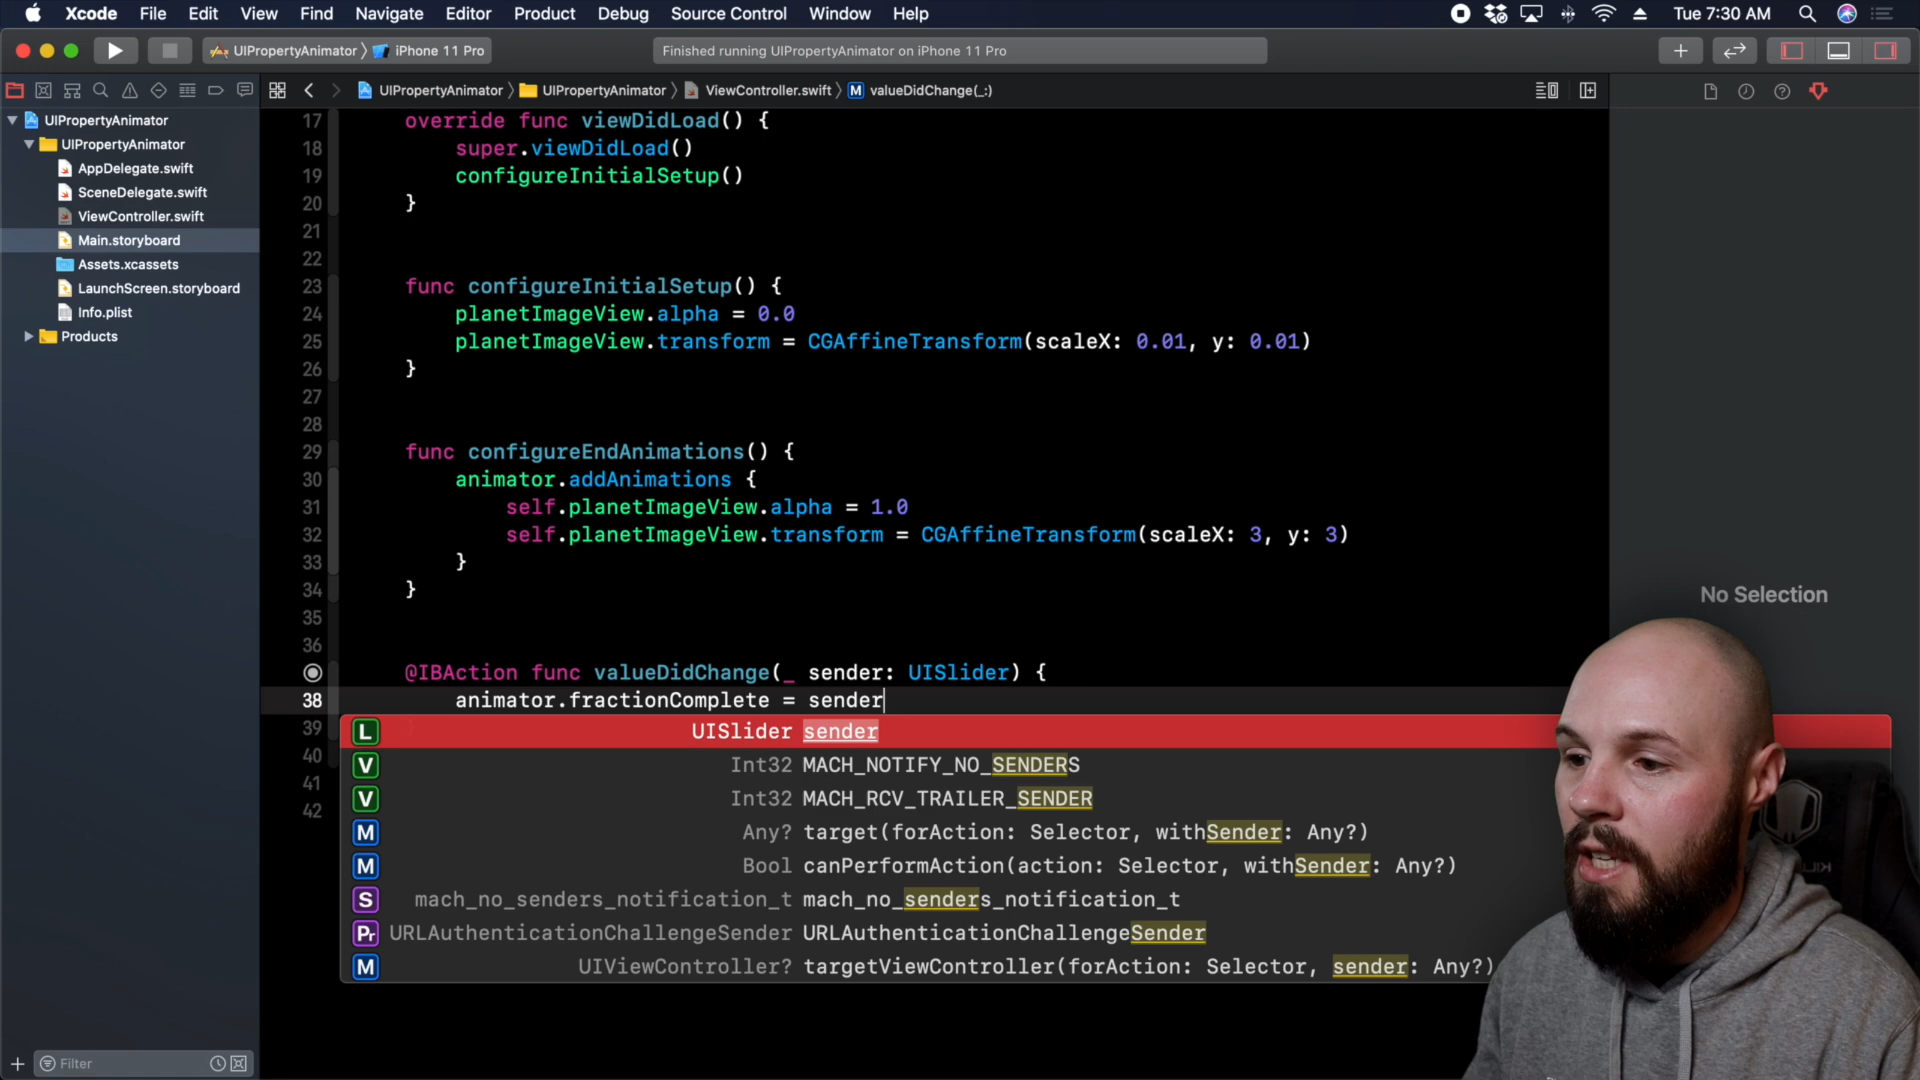 Xcode File Edit View Find Navigate Editor Product Debug Source Control Window Help Tue 7:30 AM
UIPropertyAnimator iPhone 11 Pro Finished running UIPropertyAnimator on iPhone 11 Pro
UIPropertyAnimator UIPropertyAnimator ViewController.swift M valueDidChange(_:)
UIPropertyAnimator
UIPropertyAnimator
AppDelegate.swift
SceneDelegate.swift
ViewController.swift
Main.storyboard
Assets.xcassets
LaunchScreen.storyboard
Info.plist
Products
Filter
17 override func viewDidLoad() {
18 super.viewDidLoad()
19 configureInitialSetup()
20 }
21
22
23 func configureInitialSetup() {
24 planetImageView.alpha = 0.0
25 planetImageView.transform = CGAffineTransform(scaleX: 0.01, y: 0.01)
26 }
27
28
29 func configureEndAnimations() {
30 animator.addAnimations {
31 self.planetImageView.alpha = 1.0
32 self.planetImageView.transform = CGAffineTransform(scaleX: 3, y: 3)
33 }
34 }
35
36
@IBAction func valueDidChange(_ sender: UISlider) {
38 animator.fractionComplete = sender
39
40
41
42
L UISlider sender
V Int32 MACH_NOTIFY_NO_SENDERS
V Int32 MACH_RCV_TRAILER_SENDER
M Any? target(forAction: Selector, withSender: Any?)
M Bool canPerformAction(action: Selector, withSender: Any?)
S mach_no_senders_notification_t mach_no_senders_notification_t
Pr URLAuthenticationChallengeSender URLAuthenticationChallengeSender
M UIViewController? targetViewController(forAction: Selector, sender: Any?)
No Selection